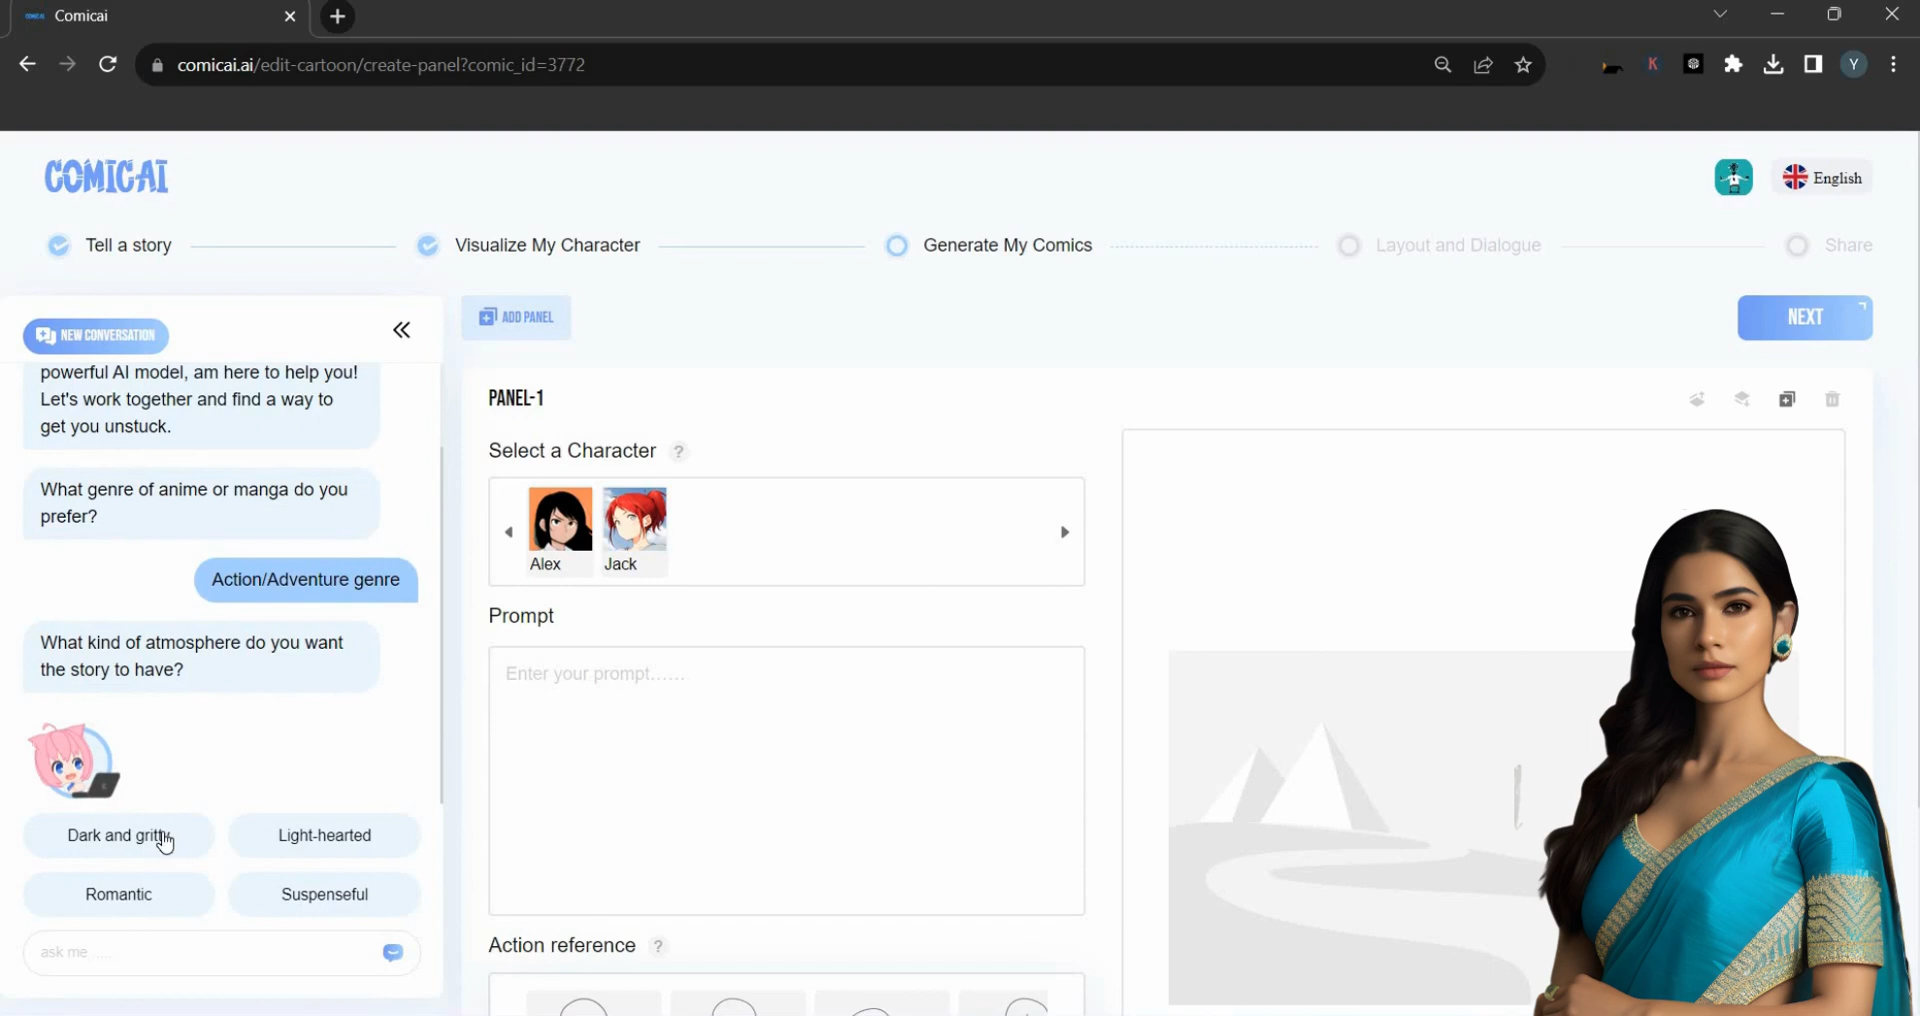 Comicai
comicai.ai/edit-cartoon/create-panel?comic_id=3772
K
Y
COMICAI
English
Tell a story
Visualize My Character
Generate My Comics
Layout and Dialogue
Share
NEW CONVERSATION
ADD PANEL
NEXT
powerful AI model, am here to help you!
Let's work together and find a way to
get you unstuck.
What genre of anime or manga do you
prefer?
Action/Adventure genre
What kind of atmosphere do you want
the story to have?
Dark and gritty
Light-hearted
Romantic
Suspenseful
ask me .....
PANEL-1
Select a Character ?
Alex
Jack
Prompt
Enter your prompt......
Action reference ?